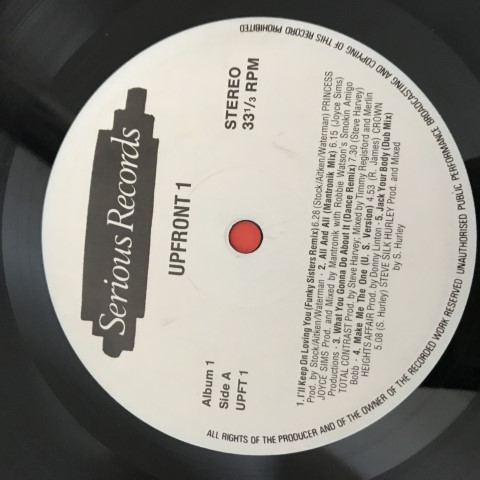 Serious Records
UPFRONT 1
Album 1
Side A
UPFT 1
STEREO
33⅓ RPM
1. I'll Keep On Loving You (Funky Sisters Remix) 6.28 (Stock/Aitken/Waterman) PRINCESS
Prod. by Stock/Aitken/Waterman · 2. All And All (Mantronik Mix) 6.15 (Joyce Sims)
JOYCE SIMS Prod. and Mixed by Mantronik with Robbie Watson's Smokin Amigo
Productions · 3. What You Gonna Do About It (Dance Remix) 7.30 (Steve Harvey)
TOTAL CONTRAST Prod. by Steve Harvey; Mixed by Timmy Regisford and Merlin
Bobb · 4. Make Me The One (U. S. Version) 4.53 (R. James) CROWN
HEIGHTS AFFAIR Prod. by Donny Linton · 5. Jack Your Body (Dub Mix)
5.08 (S. Hurley) STEVE SILK HURLEY Prod. and Mixed
by S. Hurley
ALL RIGHTS OF THE PRODUCER AND OF THE OWNER OF THE RECORDED WORK RESERVED UNAUTHORISED PUBLIC PERFORMANCE BROADCASTING AND COPYING OF THIS RECORD PROHIBITED